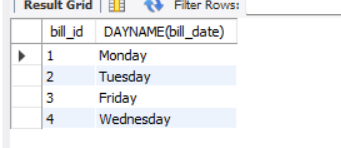 Result Grid Filter Rows:
bill_id DAYNAME(bill_date)
1 Monday
2 Tuesday
3 Friday
4 Wednesday